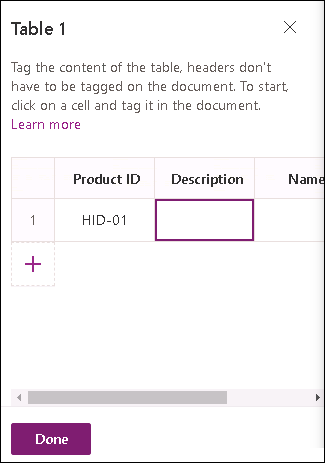 Table 1
Tag the content of the table, headers don't
have to be tagged on the document. To start,
click on a cell and tag it in the document.
Learn more
Product ID Description Name
1 HID-01
Done